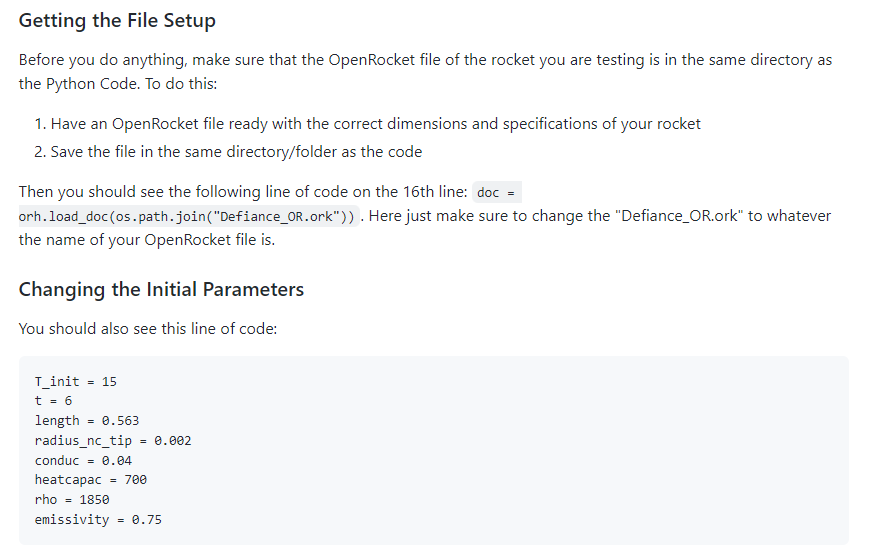 Getting the File Setup
Before you do anything, make sure that the OpenRocket file of the rocket you are testing is in the same directory as
the Python Code. To do this:
1. Have an OpenRocket file ready with the correct dimensions and specifications of your rocket
2. Save the file in the same directory/folder as the code
Then you should see the following line of code on the 16th line: doc =
orh.load_doc(os.path.join("Defiance_OR.ork")) . Here just make sure to change the "Defiance_OR.ork" to whatever
the name of your OpenRocket file is.
Changing the Initial Parameters
You should also see this line of code:
T_init = 15
t = 6
length = 0.563
radius_nc_tip = 0.002
conduc = 0.04
heatcapac = 700
rho = 1850
emissivity = 0.75